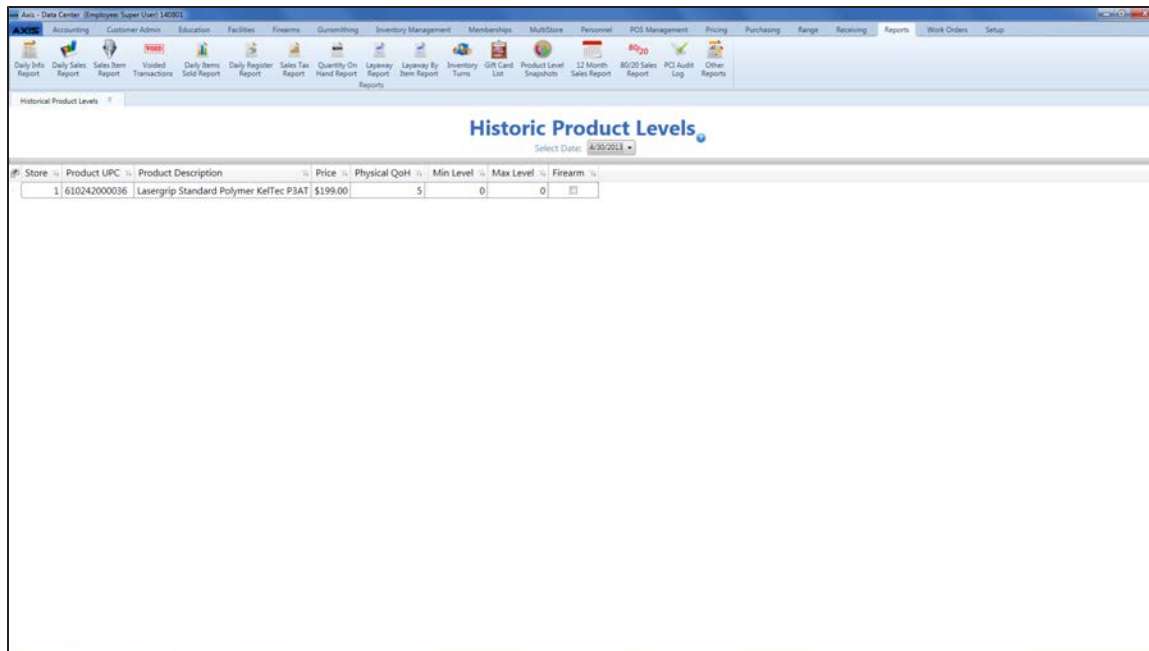 Axis - Data Center (Employee: Super User) 140801
AXIS Accounting Customer Admin Education Facilities Firearms Gunsmithing Inventory Management Memberships MultiStore Personnel POS Management Pricing Purchasing Range Receiving Reports Work Orders Setup
VOID 80/20
Daily Info Report Daily Sales Report Sales Item Report Voided Transactions Daily Items Sold Report Daily Register Report Sales Tax Report Quantity On Hand Report Layaway Report Layaway By Item Report Inventory Turns Gift Card List Product Level Snapshots 12 Month Sales Report 80/20 Sales Report PCI Audit Log Other Reports
Reports
Historical Product Levels X
Historic Product Levels
Select Date: 4/30/2013
Store Product UPC Product Description Price Physical QoH Min Level Max Level Firearm
1 610242000036 Lasergrip Standard Polymer KelTec P3AT $199.00 5 0 0